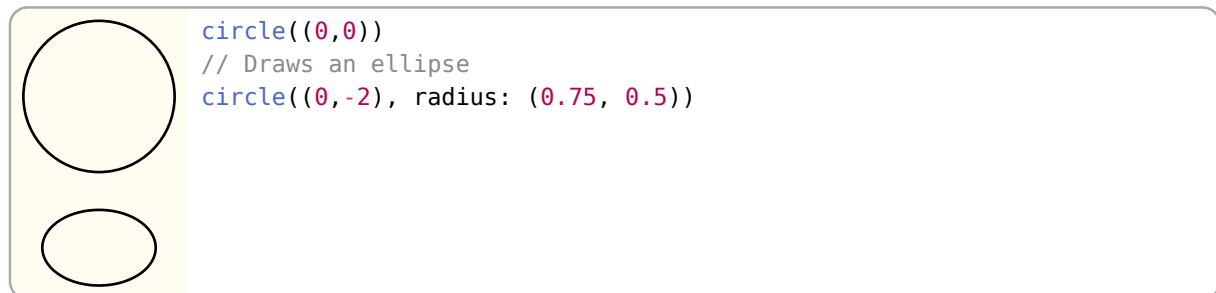 circle((0,0))
// Draws an ellipse
circle((0,-2), radius: (0.75, 0.5))